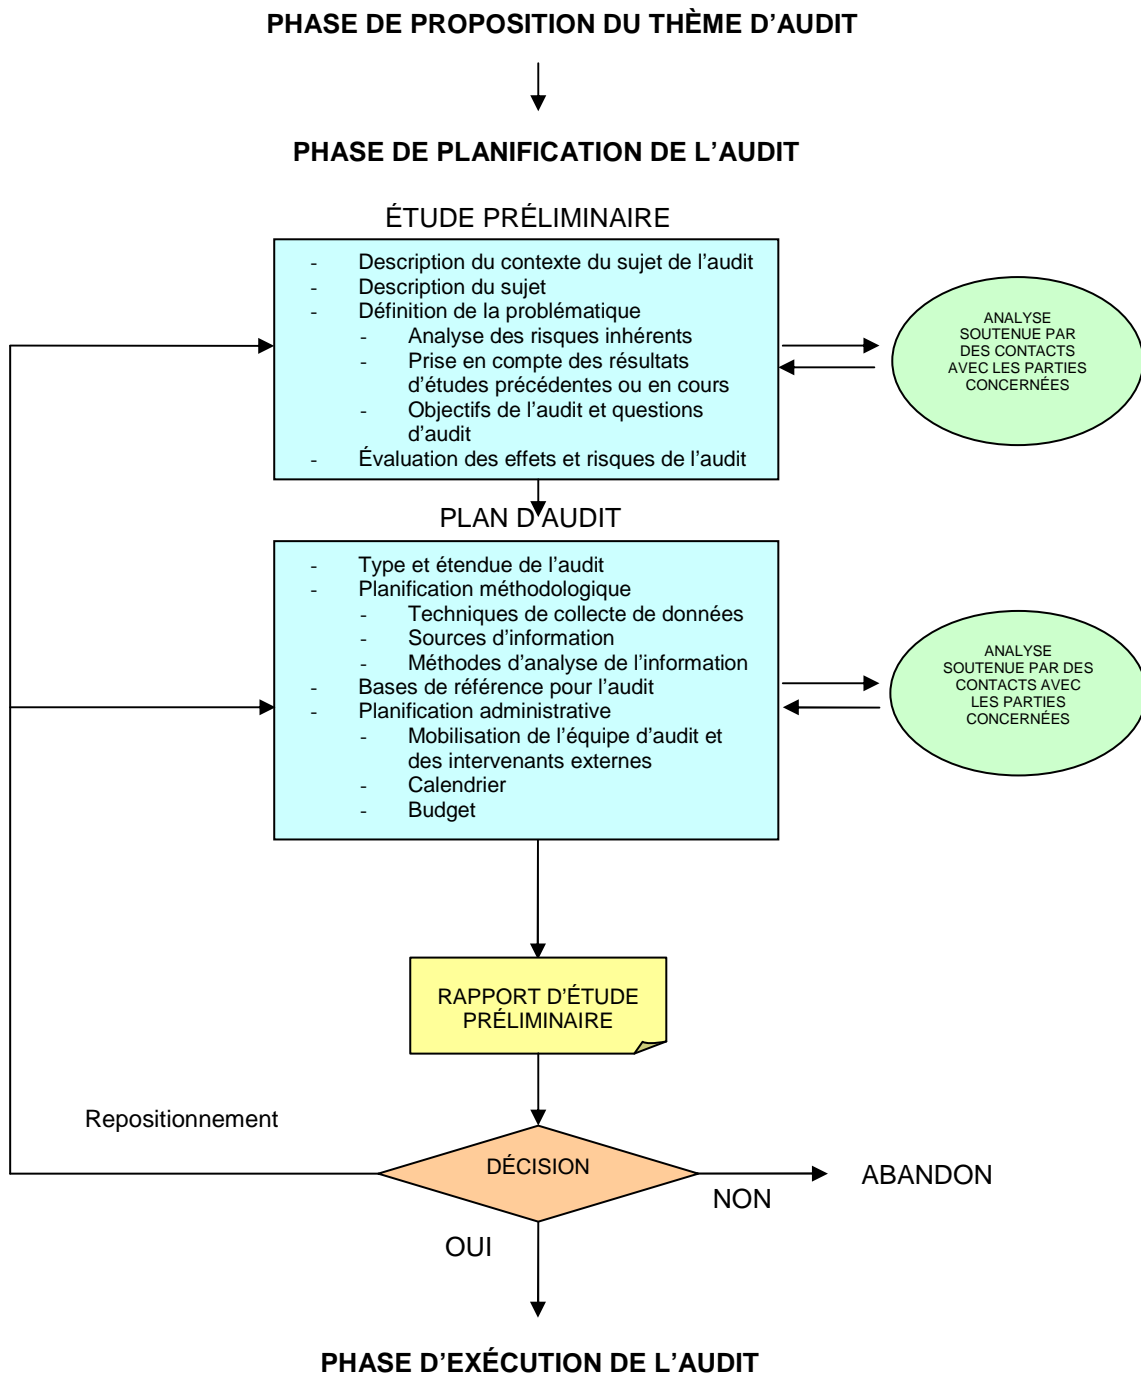 PHASE DE PROPOSITION DU THÈME D’AUDIT
PHASE DE PLANIFICATION DE L’AUDIT
ÉTUDE PRÉLIMINAIRE
- Description du contexte du sujet de l’audit
- Description du sujet
- Définition de la problématique
- Analyse des risques inhérents
- Prise en compte des résultats
d’études précédentes ou en cours
- Objectifs de l’audit et questions
d’audit
- Évaluation des effets et risques de l’audit
ANALYSE
SOUTENUE PAR
DES CONTACTS
AVEC LES PARTIES
CONCERNÉES
PLAN D’AUDIT
- Type et étendue de l’audit
- Planification méthodologique
- Techniques de collecte de données
- Sources d’information
- Méthodes d’analyse de l’information
- Bases de référence pour l’audit
- Planification administrative
- Mobilisation de l’équipe d’audit et
des intervenants externes
- Calendrier
- Budget
ANALYSE
SOUTENUE PAR DES
CONTACTS AVEC
LES PARTIES
CONCERNÉES
RAPPORT D’ÉTUDE
PRÉLIMINAIRE
Repositionnement
DÉCISION
NON
ABANDON
OUI
PHASE D’EXÉCUTION DE L’AUDIT